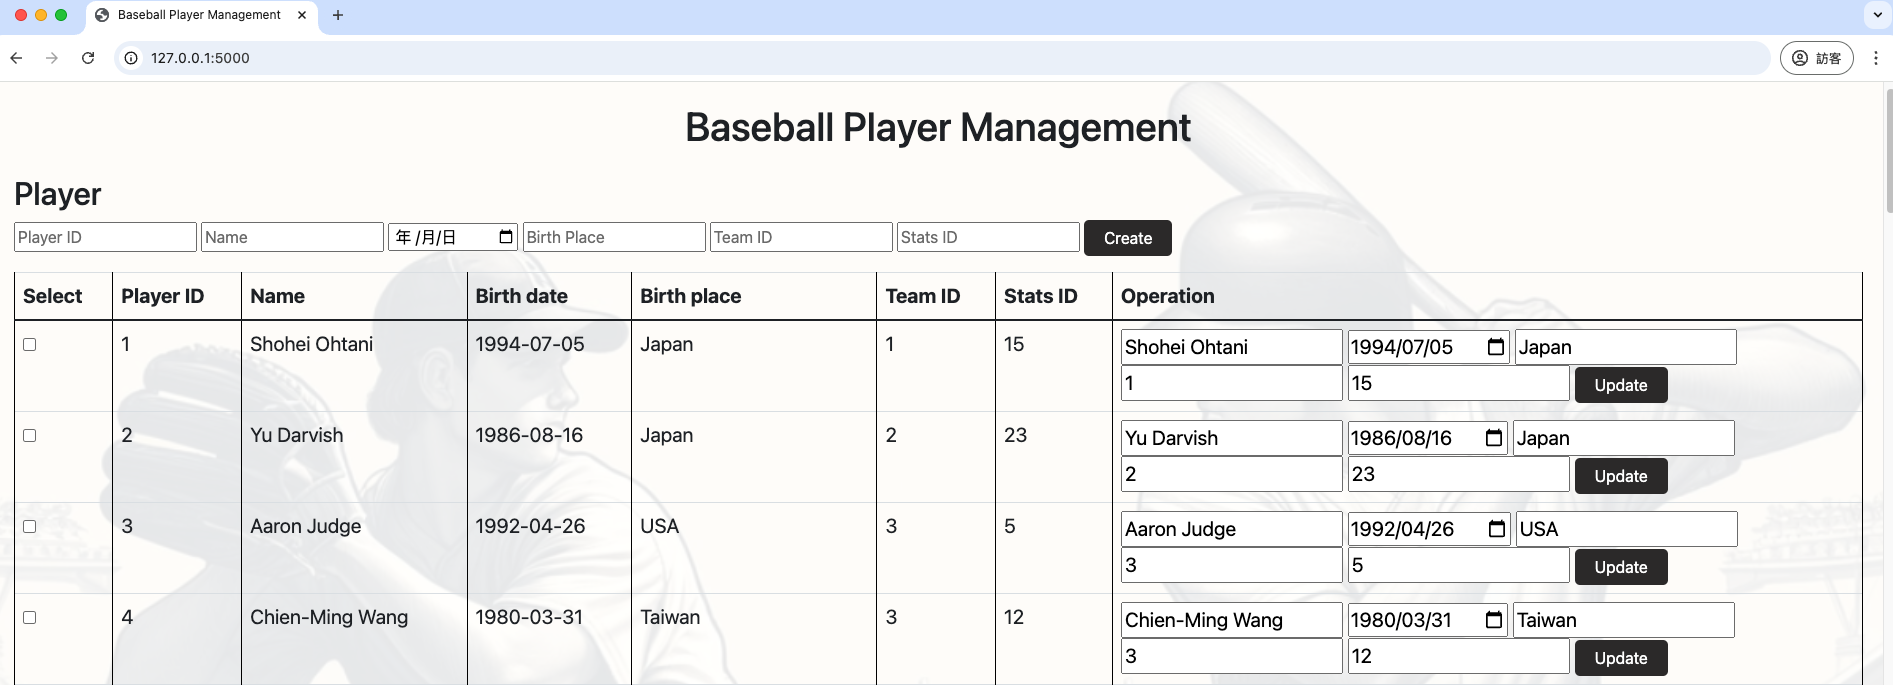 Baseball Player Management
127.0.0.1:5000
訪客
Baseball Player Management
Player
Player ID Name 年 /月/日 Birth Place Team ID Stats ID Create
Select Player ID Name Birth date Birth place Team ID Stats ID Operation
1 Shohei Ohtani 1994-07-05 Japan 1 15 Shohei Ohtani 1994/07/05 Japan
1 15 Update
2 Yu Darvish 1986-08-16 Japan 2 23 Yu Darvish 1986/08/16 Japan
2 23 Update
3 Aaron Judge 1992-04-26 USA 3 5 Aaron Judge 1992/04/26 USA
3 5 Update
4 Chien-Ming Wang 1980-03-31 Taiwan 3 12 Chien-Ming Wang 1980/03/31 Taiwan
3 12 Update